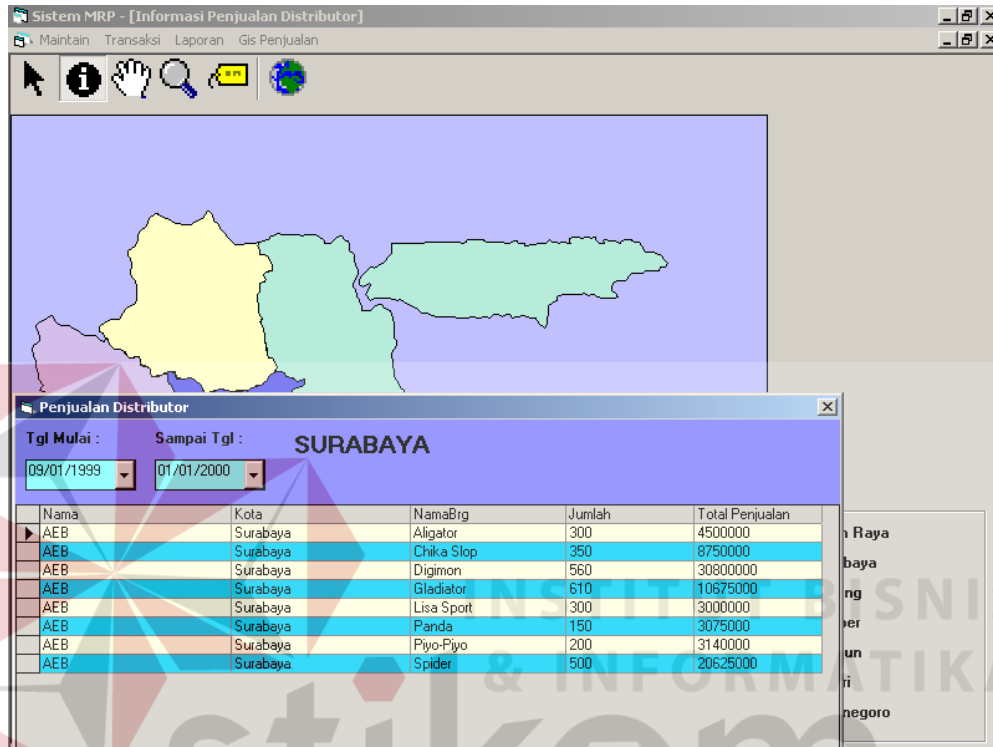 Sistem MRP - [Informasi Penjualan Distributor]
Maintain Transaksi Laporan Gis Penjualan
Penjualan Distributor
Tgl Mulai : Sampai Tgl : SURABAYA
09/01/1999 01/01/2000
Nama Kota NamaBrg Jumlah Total Penjualan
AEB Surabaya Aligator 300 4500000
AEB Surabaya Chika Slop 350 8750000
AEB Surabaya Digimon 560 30800000
AEB Surabaya Gladiator 610 10675000
AEB Surabaya Lisa Sport 300 3000000
AEB Surabaya Panda 150 3075000
AEB Surabaya Piyo-Piyo 200 3140000
AEB Surabaya Spider 500 20625000
n Raya
baya
ng
per
un
ri
negoro
INSTITUT BISNI
& INFORMATIKA
stikom